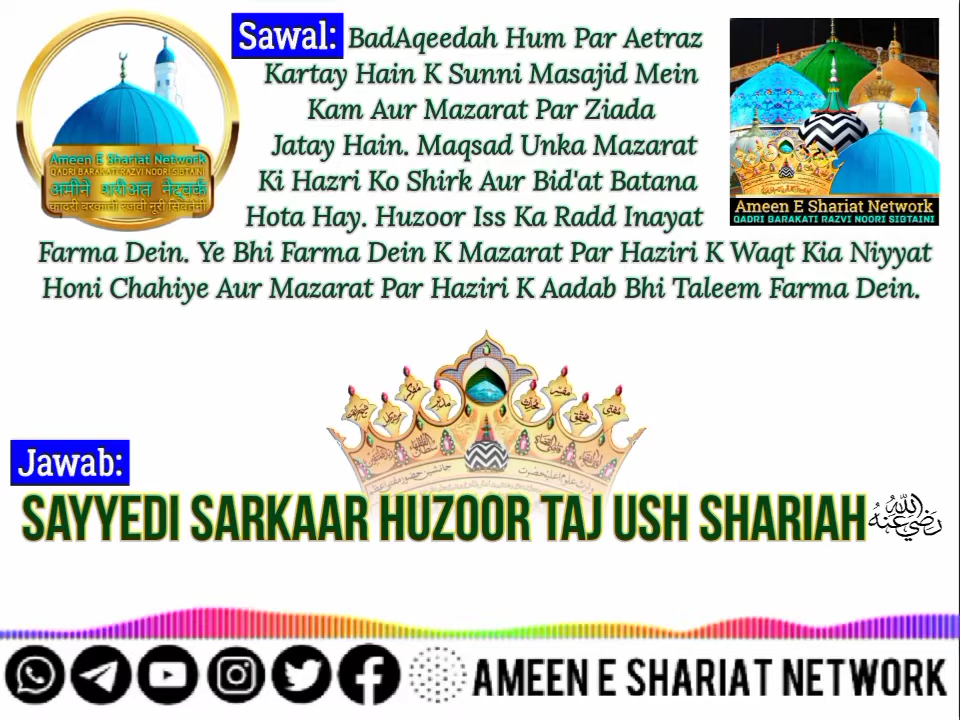 Sawal: BadAqeedah Hum Par Aetraz
Kartay Hain K Sunni Masajid Mein
Kam Aur Mazarat Par Ziada
Jatay Hain. Maqsad Unka Mazarat
Ki Hazri Ko Shirk Aur Bid'at Batana
Hota Hay. Huzoor Iss Ka Radd Inayat
Farma Dein. Ye Bhi Farma Dein K Mazarat Par Haziri K Waqt Kia Niyyat
Honi Chahiye Aur Mazarat Par Haziri K Aadab Bhi Taleem Farma Dein.
Ameen E Shariat Network
QADRI BARAKATI RAZVI NOORI SIBTAINI
अमीने शरीअत नेटवर्क
कादरी बरकाती रजवी नूरी सिबतैनी
Ameen E Shariat Network
QADRI BARAKATI RAZVI NOORI SIBTAINI
Jawab:
SAYYEDI SARKAAR HUZOOR TAJ USH SHARIAH رضي الله عنه
AMEEN E SHARIAT NETWORK